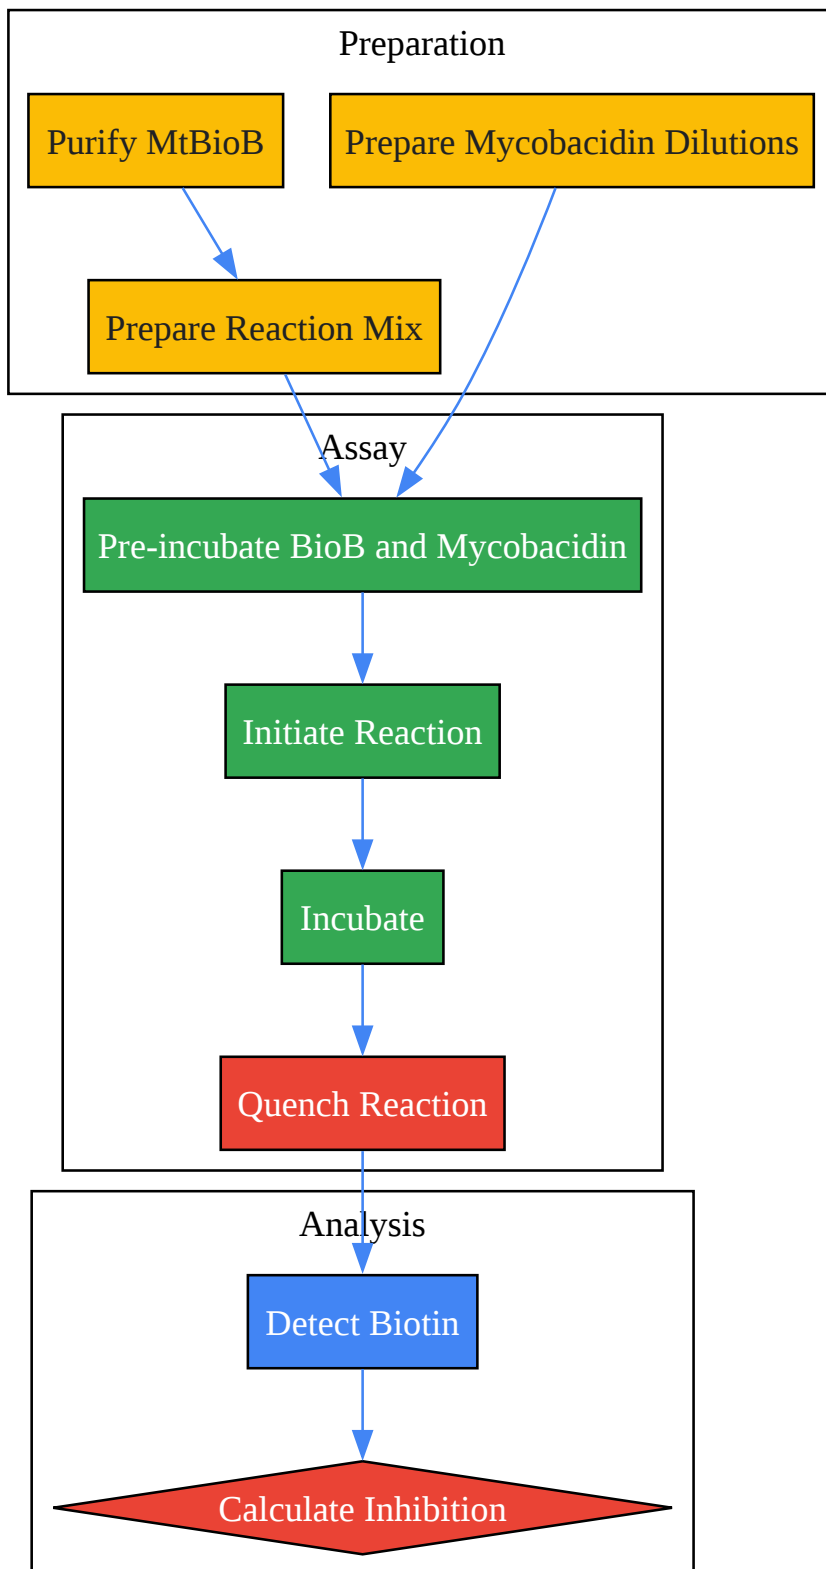 Preparation
Purify MtBioB
Prepare Mycobacidin Dilutions
Prepare Reaction Mix
Assay
Pre-incubate BioB and Mycobacidin
Initiate Reaction
Incubate
Quench Reaction
Analysis
Detect Biotin
Calculate Inhibition